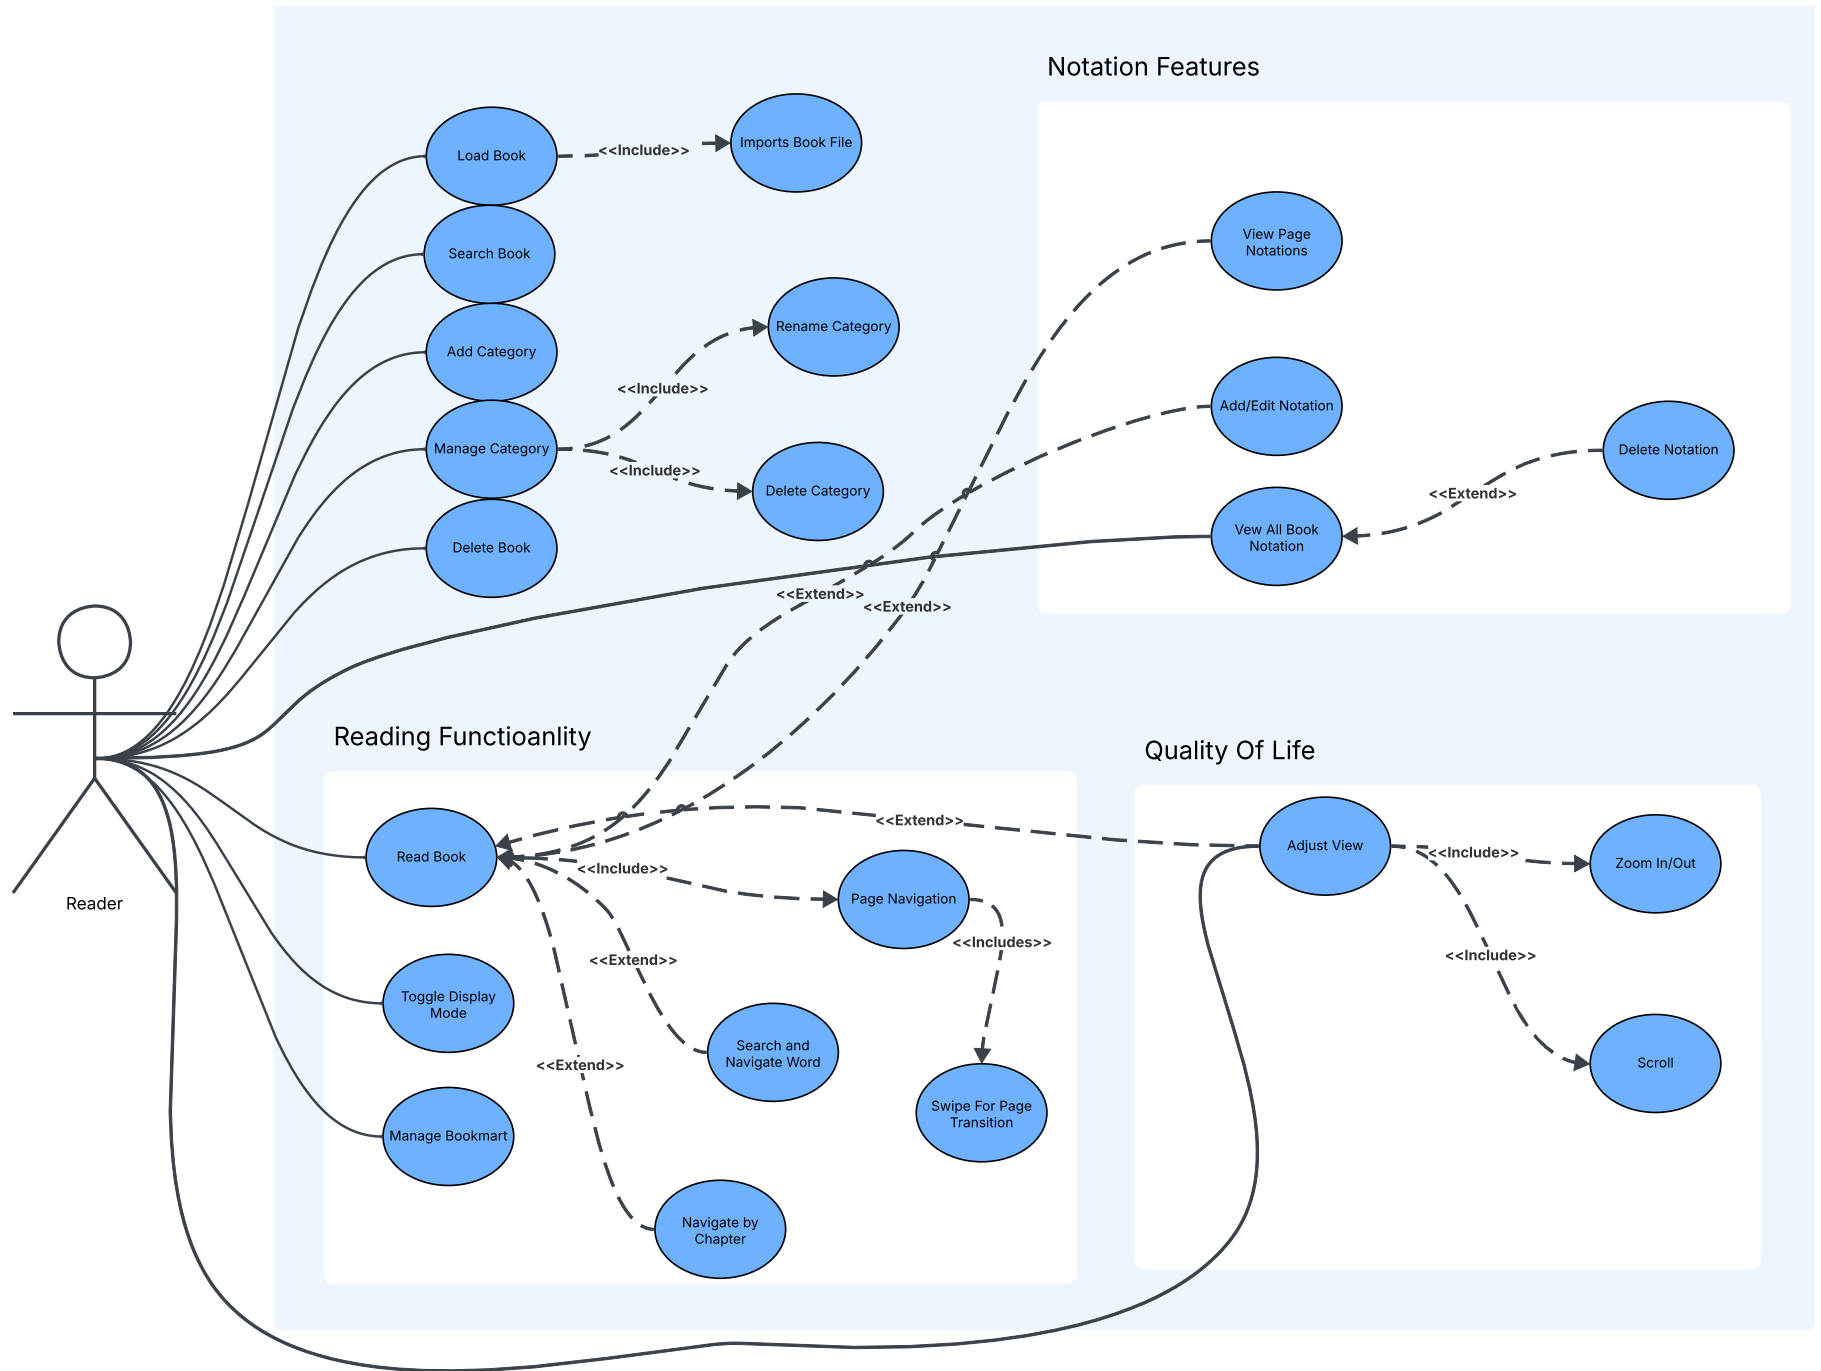 Notation Features
Load Book
<<Include>>
Imports Book File
Search Book
View Page
Notations
Add Category
Rename Category
<<Include>>
Add/Edit Notation
Manage Category
<<Include>>
Delete Category
Delete Notation
<<Extend>>
Delete Book
Vew All Book
Notation
<<Extend>>
<<Extend>>
Reading Functioanlity
Quality Of Life
<<Extend>>
Read Book
<<Include>>
Adjust View
<<Include>>
Zoom In/Out
Reader
Page Navigation
<<Includes>>
<<Extend>>
<<Include>>
Toggle Display
Mode
Search and
Navigate Word
<<Extend>>
Scroll
Swipe For Page
Transition
Manage Bookmart
Navigate by
Chapter